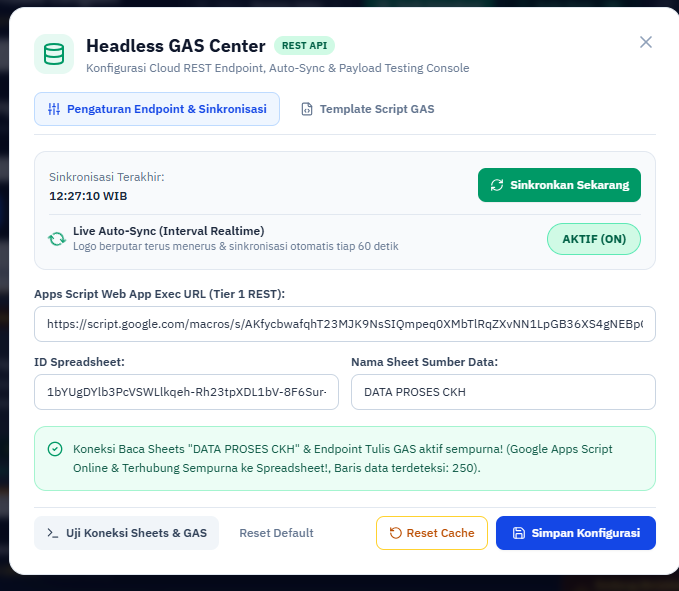 Headless GAS Center REST API
Konfigurasi Cloud REST Endpoint, Auto-Sync & Payload Testing Console
Pengaturan Endpoint & Sinkronisasi Template Script GAS
Sinkronisasi Terakhir:
12:27:10 WIB
Sinkronkan Sekarang
Live Auto-Sync (Interval Realtime)
Logo berputar terus menerus & sinkronisasi otomatis tiap 60 detik
AKTIF (ON)
Apps Script Web App Exec URL (Tier 1 REST):
https://script.google.com/macros/s/AKfycbwafqhT23MJK9NsSIQmpeq0XMbTlRqZXvNN1LpGB36XS4gNEBp
ID Spreadsheet: Nama Sheet Sumber Data:
1bYUgDYlb3PcVSWLlkqeh-Rh23tpXDL1bV-8F6Sur- DATA PROSES CKH
Koneksi Baca Sheets "DATA PROSES CKH" & Endpoint Tulis GAS aktif sempurna! (Google Apps Script
Online & Terhubung Sempurna ke Spreadsheet!, Baris data terdeteksi: 250).
Uji Koneksi Sheets & GAS Reset Default Reset Cache Simpan Konfigurasi